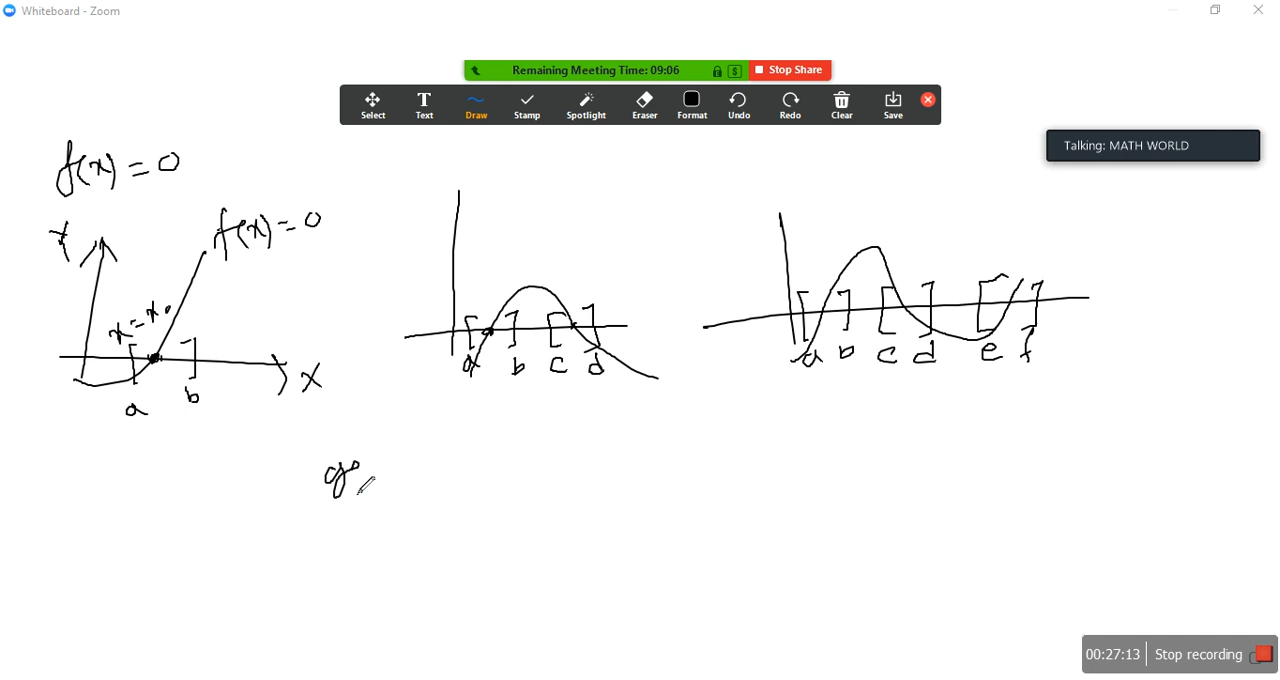 Whiteboard - Zoom
Remaining Meeting Time: 09:06
$
Stop Share
Select
Text
Draw
Stamp
Spotlight
Eraser
Format
Undo
Redo
Clear
Save
Talking: MATH WORLD
f(x) = 0
f(x) = 0
x = x₀
X
a
b
a
b
c
d
a
b
c
d
e
f
00:27:13
Stop recording